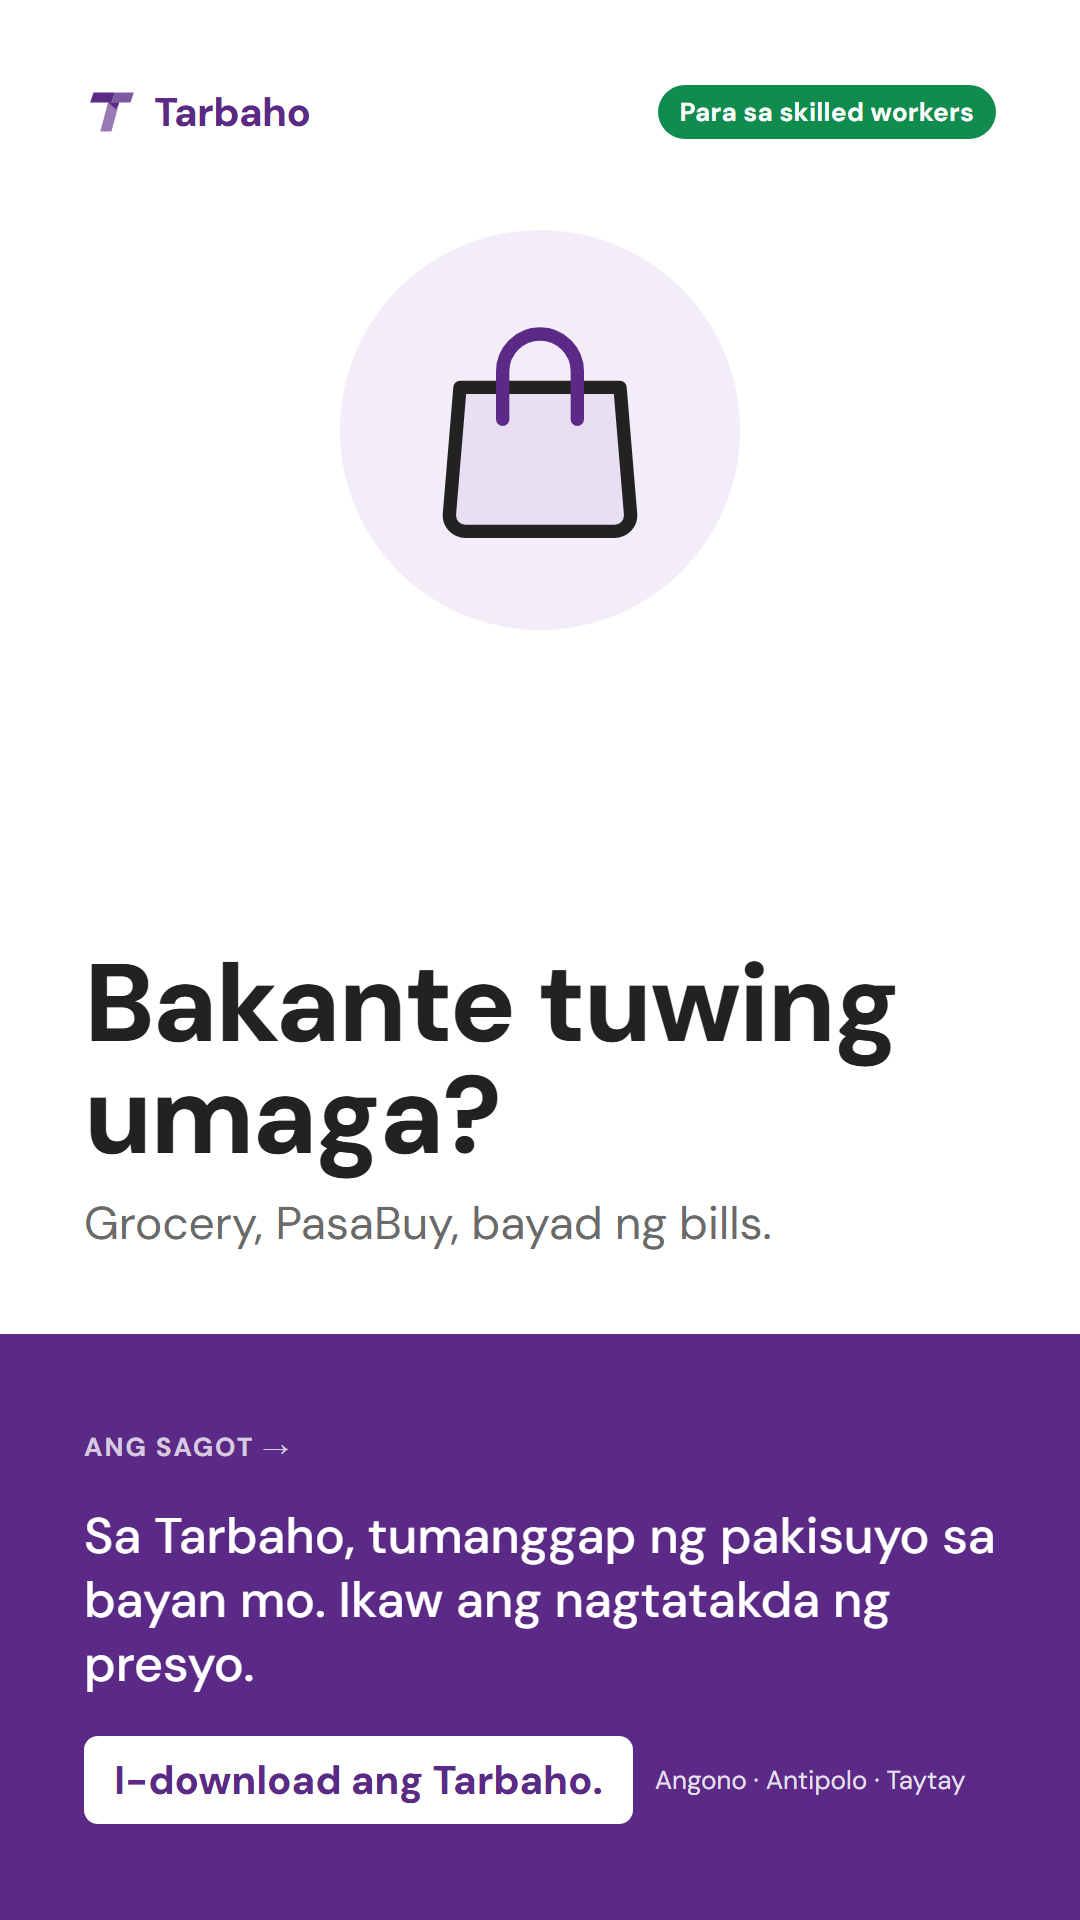 Tarbaho
Para sa skilled workers
Bakante tuwing
umaga?
Grocery, PasaBuy, bayad ng bills.
ANG SAGOT →
Sa Tarbaho, tumanggap ng pakisuyo sa
bayan mo. Ikaw ang nagtatakda ng
presyo.
I-download ang Tarbaho.
Angono · Antipolo · Taytay